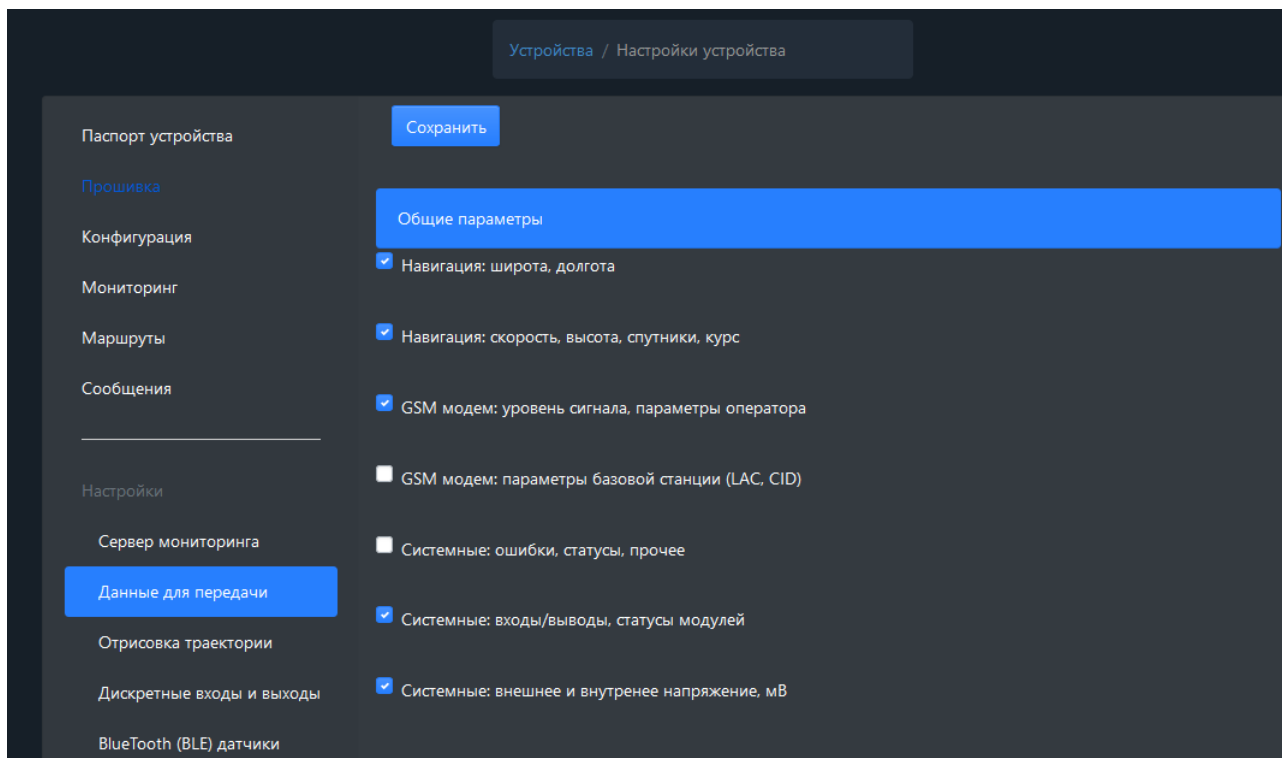 Устройства / Настройки устройства
Паспорт устройства
Прошивка
Конфигурация
Мониторинг
Маршруты
Сообщения
Настройки
Сервер мониторинга
Данные для передачи
Отрисовка траектории
Дискретные входы и выходы
BlueTooth (BLE) датчики
Сохранить
Общие параметры
Навигация: широта, долгота
Навигация: скорость, высота, спутники, курс
GSM модем: уровень сигнала, параметры оператора
GSM модем: параметры базовой станции (LAC, CID)
Системные: ошибки, статусы, прочее
Системные: входы/выводы, статусы модулей
Системные: внешнее и внутренее напряжение, мВ